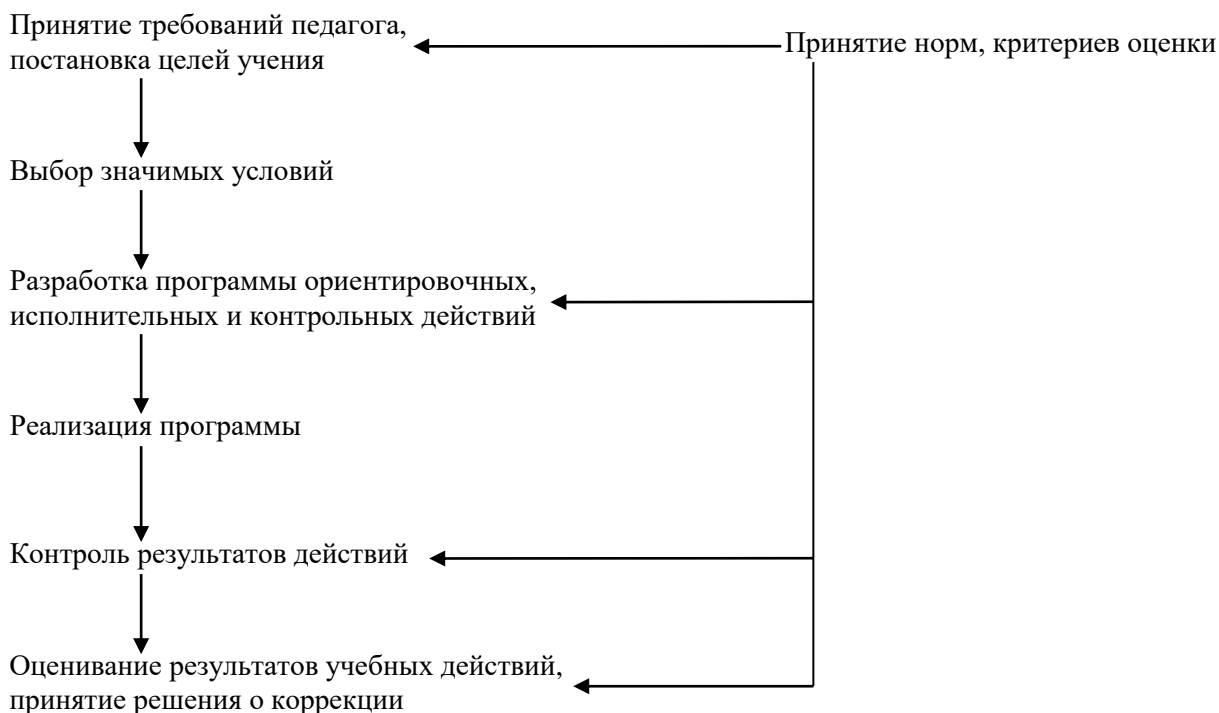 Принятие требований педагога,
постановка целей учения
Принятие норм, критериев оценки
Выбор значимых условий
Разработка программы ориентировочных,
исполнительных и контрольных действий
Реализация программы
Контроль результатов действий
Оценивание результатов учебных действий,
принятие решения о коррекции